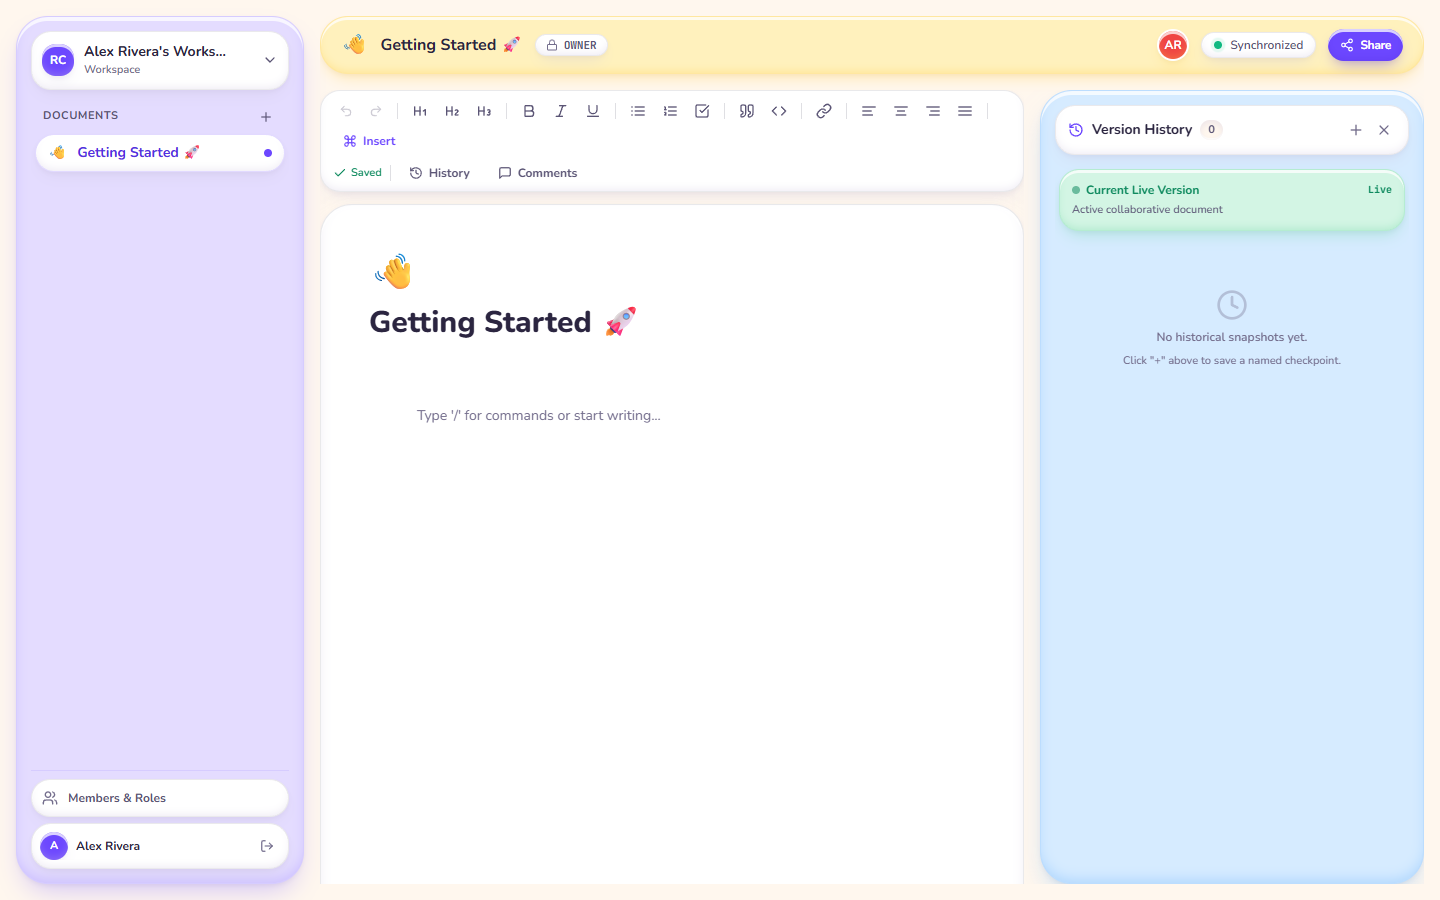 RC
Alex Rivera's Works...
Workspace
DOCUMENTS
👋 Getting Started 🚀
Members & Roles
A
Alex Rivera
👋 Getting Started 🚀
OWNER
AR
Synchronized
Share
H1 H2 H3 B I U
Insert
Saved
History
Comments
👋
Getting Started 🚀
Type '/' for commands or start writing...
Version History 0
Current Live Version
Live
Active collaborative document
No historical snapshots yet.
Click "+" above to save a named checkpoint.